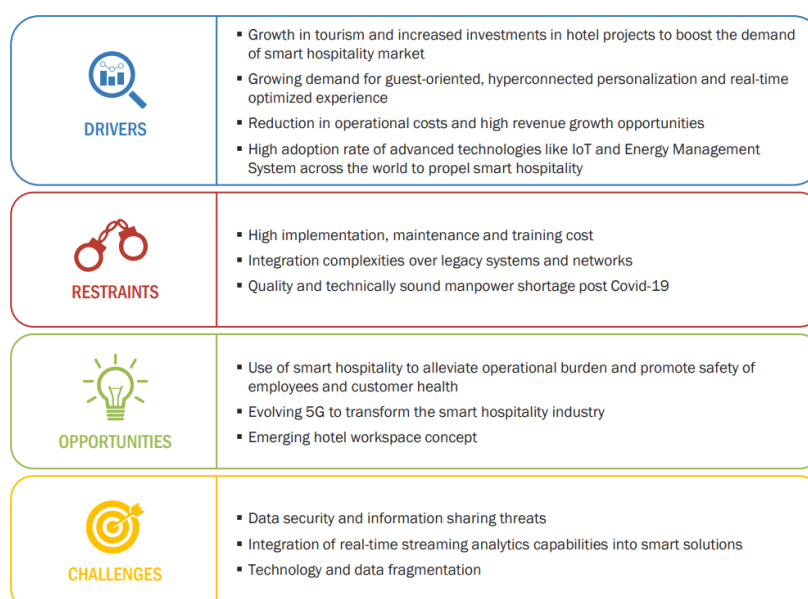 DRIVERS
▪ Growth in tourism and increased investments in hotel projects to boost the demand
of smart hospitality market
▪ Growing demand for guest-oriented, hyperconnected personalization and real-time
optimized experience
▪ Reduction in operational costs and high revenue growth opportunities
▪ High adoption rate of advanced technologies like IoT and Energy Management
System across the world to propel smart hospitality
RESTRAINTS
▪ High implementation, maintenance and training cost
▪ Integration complexities over legacy systems and networks
▪ Quality and technically sound manpower shortage post Covid-19
OPPORTUNITIES
▪ Use of smart hospitality to alleviate operational burden and promote safety of
employees and customer health
▪ Evolving 5G to transform the smart hospitality industry
▪ Emerging hotel workspace concept
CHALLENGES
▪ Data security and information sharing threats
▪ Integration of real-time streaming analytics capabilities into smart solutions
▪ Technology and data fragmentation